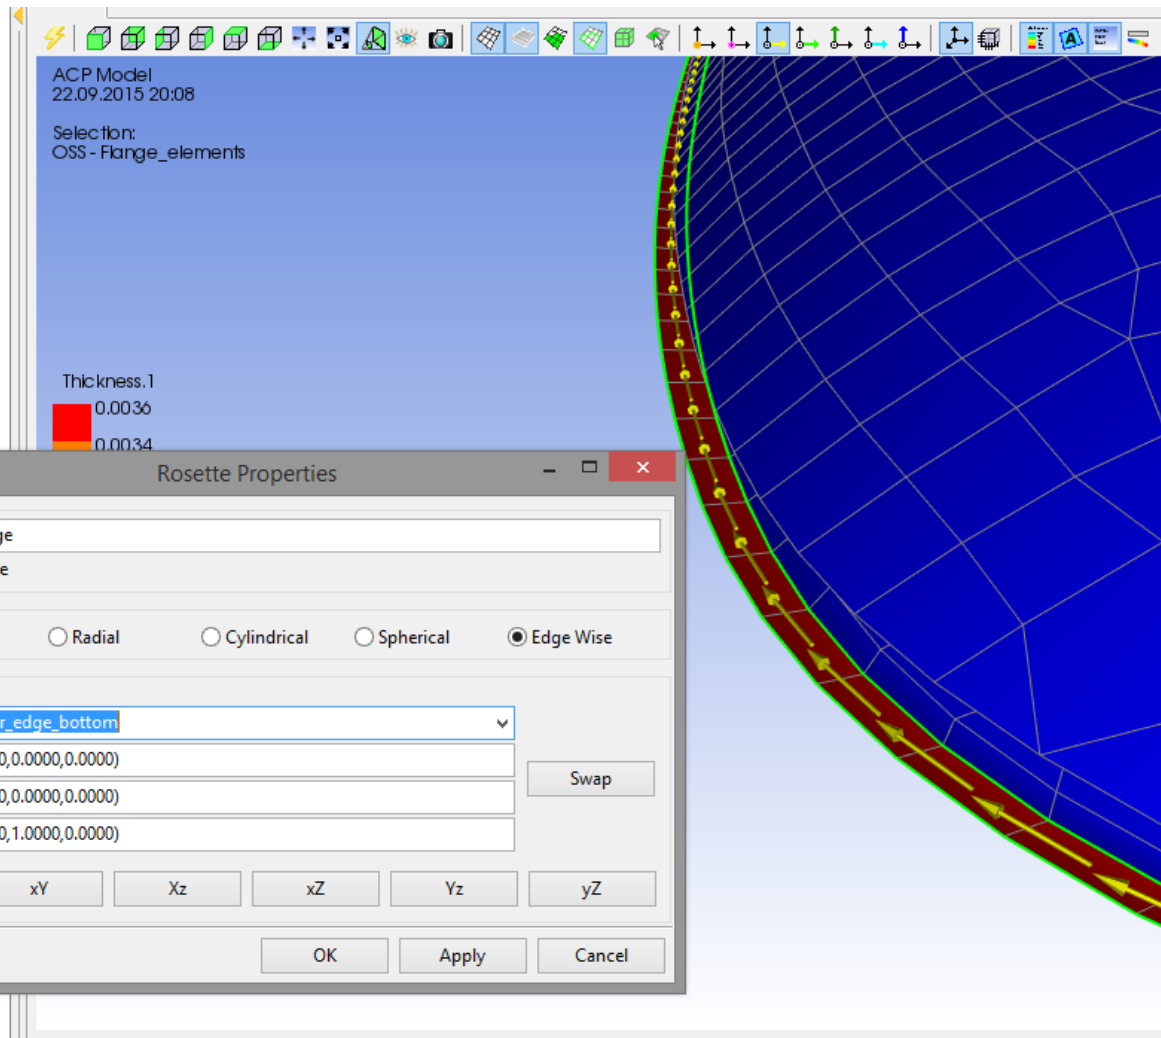 ACP Model
22.09.2015 20:08
Selection:
OSS - Flange_elements
Thickness.1
0.0036
0.0034
Rosette Properties
ge
e
Radial Cylindrical Spherical Edge Wise
r_edge_bottom
0,0.0000,0.0000)
0,0.0000,0.0000)
Swap
0,1.0000,0.0000)
xY Xz xZ Yz yZ
OK Apply Cancel